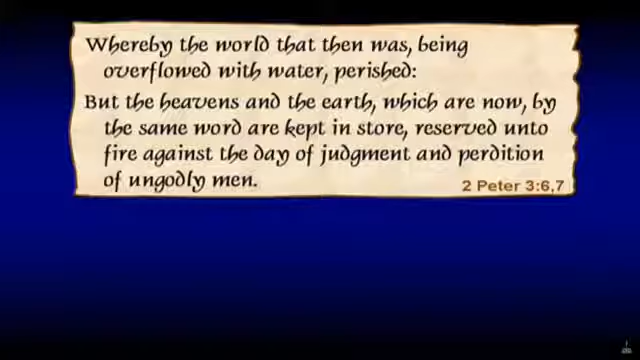 Whereby the world that then was, being
overflowed with water, perished:
But the heavens and the earth, which are now, by
the same word are kept in store, reserved unto
fire against the day of judgment and perdition
of ungodly men.
2 Peter 3:6,7